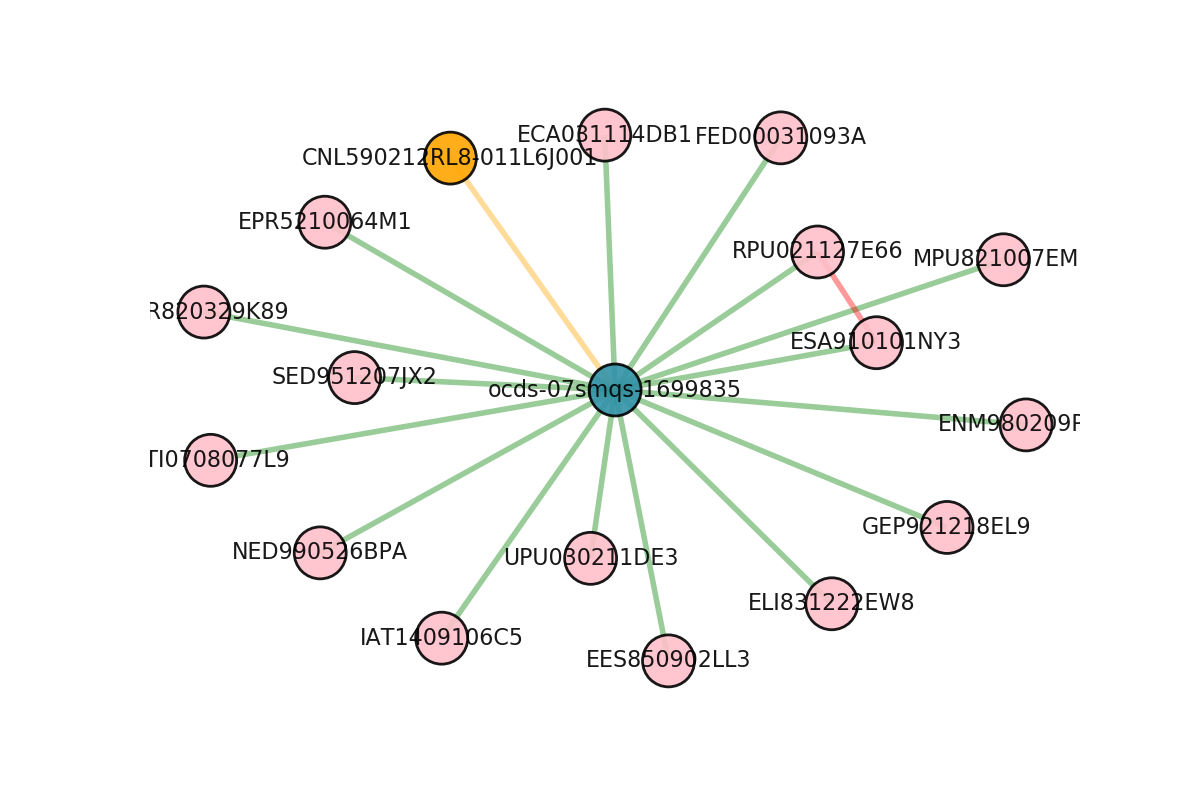 ECA031114DB1
FED00031093A
CNL590212RL8-011L6J001
EPR5210064M1
RPU021127E66
MPU821007EM
R820329K89
ESA910101NY3
SED951207JX2
ocds-07smqs-1699835
ENM980209F
TI0708077L9
GEP921218EL9
NED990526BPA
UPU030211DE3
ELI831222EW8
IAT1409106C5
EES850902LL3